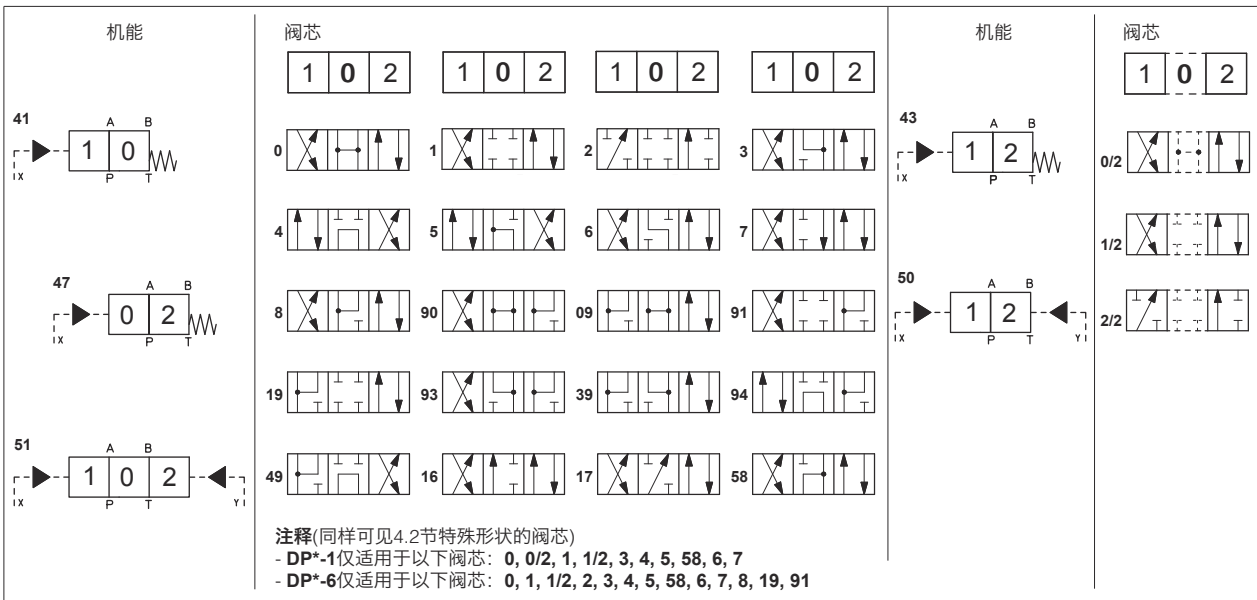 机能 阀芯 机能 阀芯
1 0 2 1 0 2 1 0 2 1 0 2 1 0 2
41 A B 1 0 X P T
43 A B 1 2 X P T
0 1 2 3 0/2
4 5 6 7 1/2
47 A B 0 2 X P T
50 A B 1 2 X P T Y
8 90 09 91 2/2
19 93 39 94
51 A B 1 0 2 X P T Y
49 16 17 58
注释(同样可见4.2节特殊形状的阀芯)
- DP*-1仅适用于以下阀芯: 0, 0/2, 1, 1/2, 3, 4, 5, 58, 6, 7
- DP*-6仅适用于以下阀芯: 0, 1, 1/2, 2, 3, 4, 5, 58, 6, 7, 8, 19, 91